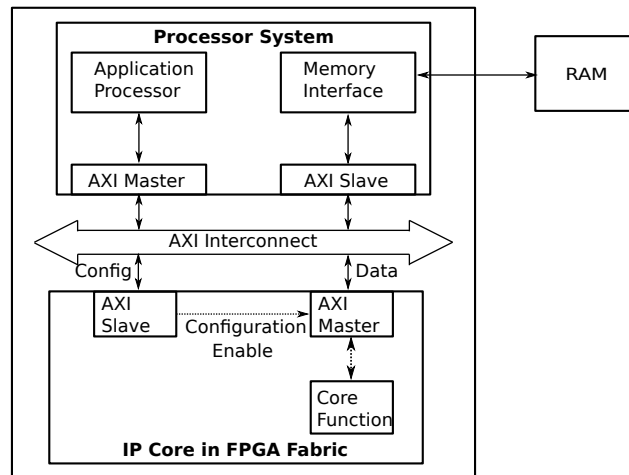 Processor System
Application
Processor
Memory
Interface
RAM
AXI Master
AXI Slave
AXI Interconnect
Config
Data
AXI
Slave
Configuration
Enable
AXI
Master
Core
Function
IP Core in FPGA Fabric